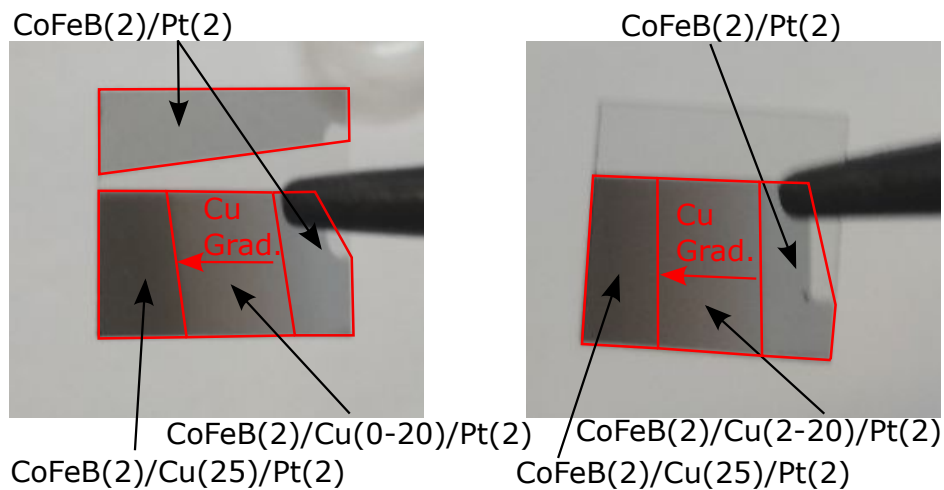 CoFeB(2)/Pt(2)
Cu
Grad.
CoFeB(2)/Cu(0-20)/Pt(2)
CoFeB(2)/Cu(25)/Pt(2)
CoFeB(2)/Pt(2)
Cu
Grad.
CoFeB(2)/Cu(2-20)/Pt(2)
CoFeB(2)/Cu(25)/Pt(2)